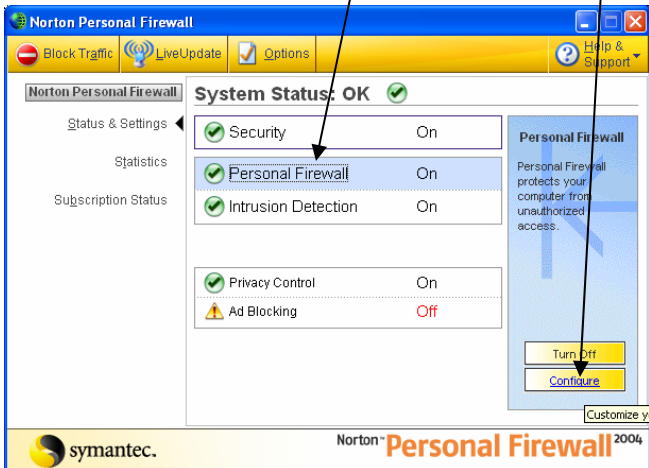 Norton Personal Firewall
Block Traffic LiveUpdate Options Help & Support
Norton Personal Firewall
System Status: OK
Status & Settings
Statistics
Subscription Status
Security On
Personal Firewall On
Intrusion Detection On
Privacy Control On
Ad Blocking Off
Personal Firewall
Personal Firewall
protects your
computer from
unauthorized
access.
Turn Off
Configure
Customize y
symantec.
Norton™ Personal Firewall 2004